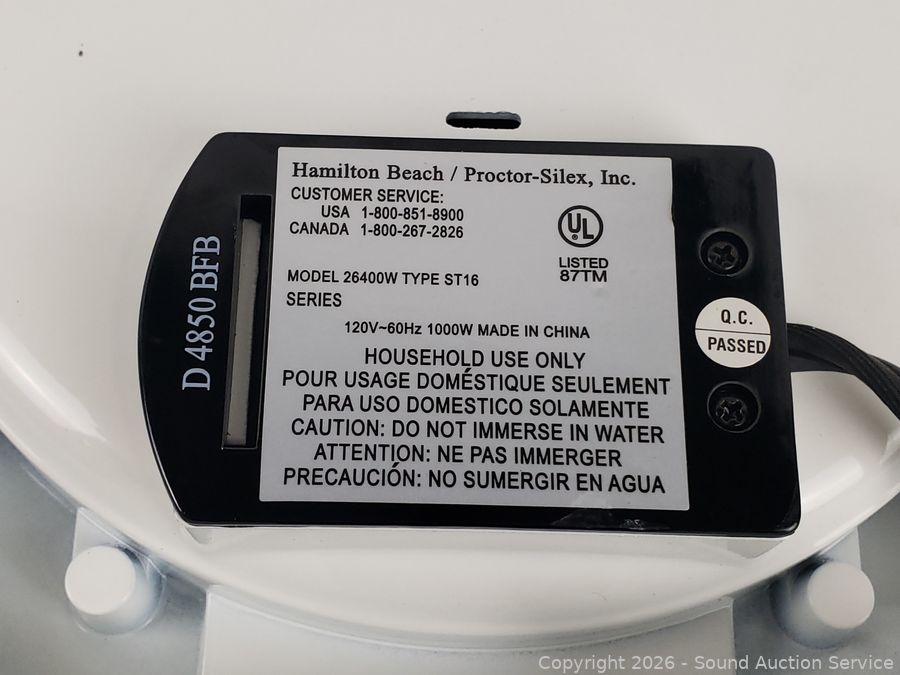 Hamilton Beach / Proctor-Silex, Inc.
CUSTOMER SERVICE:
USA 1-800-851-8900
CANADA 1-800-267-2826
UL
LISTED
87TM
MODEL 26400W TYPE ST16
SERIES
120V~60Hz 1000W MADE IN CHINA
HOUSEHOLD USE ONLY
POUR USAGE DOMÉSTIQUE SEULEMENT
PARA USO DOMESTICO SOLAMENTE
CAUTION: DO NOT IMMERSE IN WATER
ATTENTION: NE PAS IMMERGER
PRECAUCIÓN: NO SUMERGIR EN AGUA
D 4850 BFB
Q.C.
PASSED
Copyright 2026 - Sound Auction Service